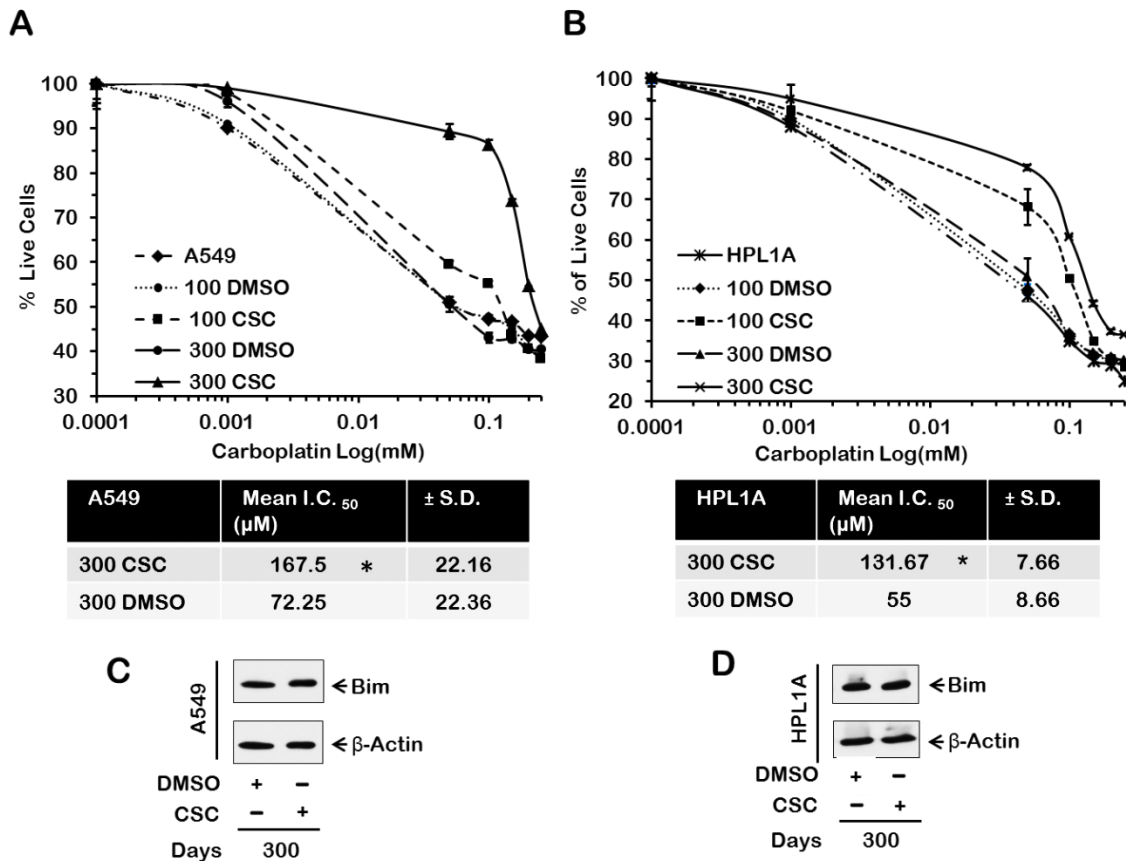 A
100
90
80
70
60
50
40
30
% Live Cells
A549
100 DMSO
100 CSC
300 DMSO
300 CSC
0.0001 0.001 0.01 0.1
Carboplatin Log(mM)
B
100
90
80
70
60
50
40
30
20
% of Live Cells
HPL1A
100 DMSO
100 CSC
300 DMSO
300 CSC
0.0001 0.001 0.01 0.1
Carboplatin Log(mM)
A549 Mean I.C. 50 ± S.D.
(µM)
300 CSC 167.5 * 22.16
300 DMSO 72.25 22.36
HPL1A Mean I.C. 50 ± S.D.
(µM)
300 CSC 131.67 * 7.66
300 DMSO 55 8.66
C
A549
Bim
β-Actin
DMSO + −
CSC − +
Days 300
D
HPL1A
Bim
β-Actin
DMSO + −
CSC − +
Days 300